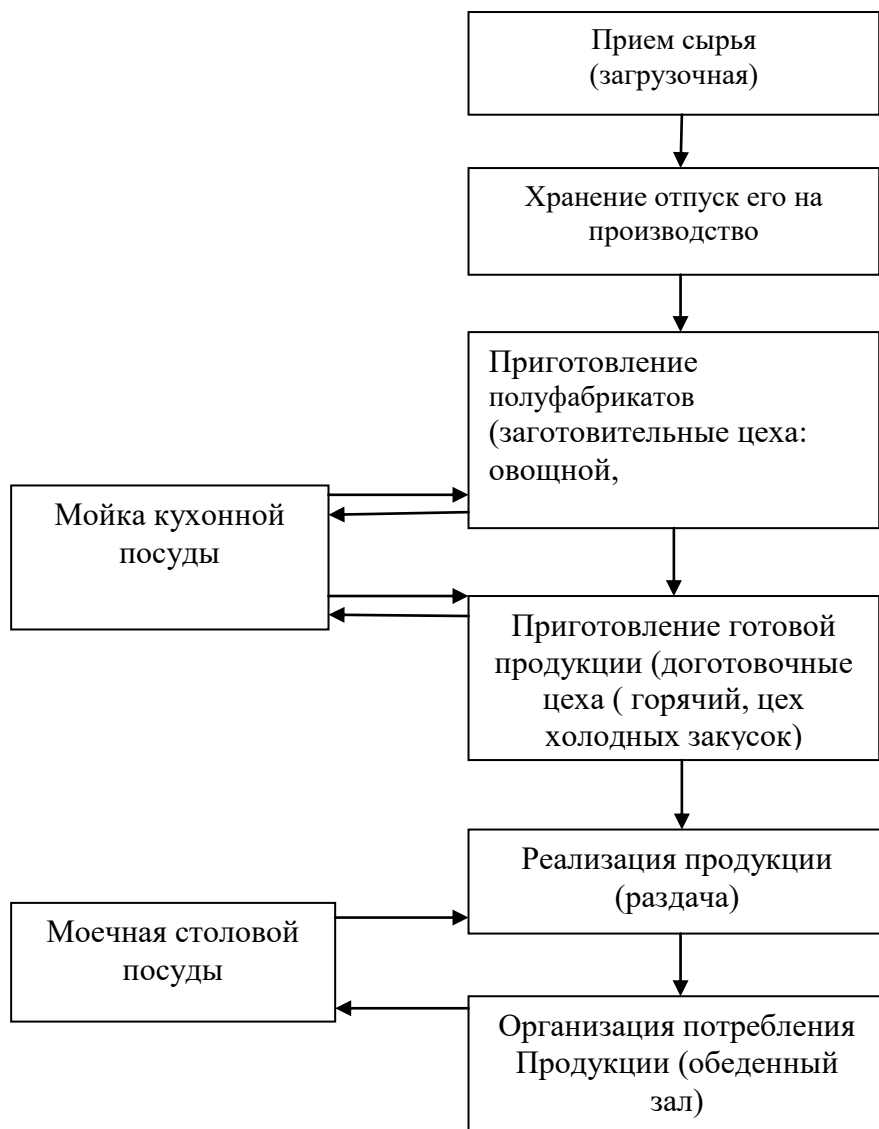 Прием сырья
(загрузочная)
Хранение отпуск его на
производство
Приготовление
полуфабрикатов
(заготовительные цеха:
овощной,
Мойка кухонной
посуды
Приготовление готовой
продукции (доготовочные
цеха ( горячий, цех
холодных закусок)
Реализация продукции
(раздача)
Моечная столовой
посуды
Организация потребления
Продукции (обеденный
зал)